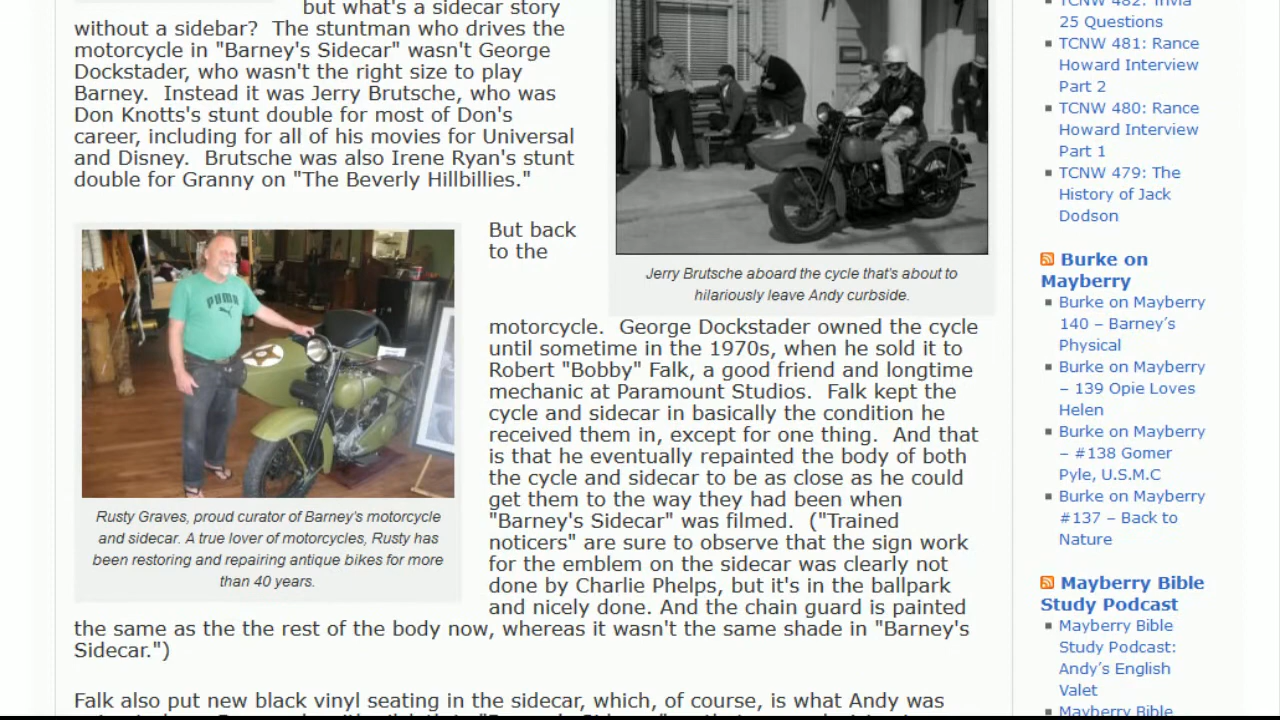 but what's a sidecar story
without a sidebar?  The stuntman who drives the
motorcycle in "Barney's Sidecar" wasn't George
Dockstader, who wasn't the right size to play
Barney.  Instead it was Jerry Brutsche, who was
Don Knotts's stunt double for most of Don's
career, including for all of his movies for Universal
and Disney.  Brutsche was also Irene Ryan's stunt
double for Granny on "The Beverly Hillbillies."
Jerry Brutsche aboard the cycle that's about to
hilariously leave Andy curbside.
PUMA
Rusty Graves, proud curator of Barney's motorcycle
and sidecar. A true lover of motorcycles, Rusty has
been restoring and repairing antique bikes for more
than 40 years.
But back
to the
motorcycle.  George Dockstader owned the cycle
until sometime in the 1970s, when he sold it to
Robert "Bobby" Falk, a good friend and longtime
mechanic at Paramount Studios.  Falk kept the
cycle and sidecar in basically the condition he
received them in, except for one thing.  And that
is that he eventually repainted the body of both
the cycle and sidecar to be as close as he could
get them to the way they had been when
"Barney's Sidecar" was filmed.  ("Trained
noticers" are sure to observe that the sign work
for the emblem on the sidecar was clearly not
done by Charlie Phelps, but it's in the ballpark
and nicely done. And the chain guard is painted
the same as the the rest of the body now, whereas it wasn't the same shade in "Barney's
Sidecar.")
Falk also put new black vinyl seating in the sidecar, which, of course, is what Andy was
TCNW 482: Trivia
25 Questions
TCNW 481: Rance
Howard Interview
Part 2
TCNW 480: Rance
Howard Interview
Part 1
TCNW 479: The
History of Jack
Dodson
Burke on
Mayberry
Burke on Mayberry
140 – Barney's
Physical
Burke on Mayberry
– 139 Opie Loves
Helen
Burke on Mayberry
– #138 Gomer
Pyle, U.S.M.C
Burke on Mayberry
#137 – Back to
Nature
Mayberry Bible
Study Podcast
Mayberry Bible
Study Podcast:
Andy's English
Valet
Mayberry Bible